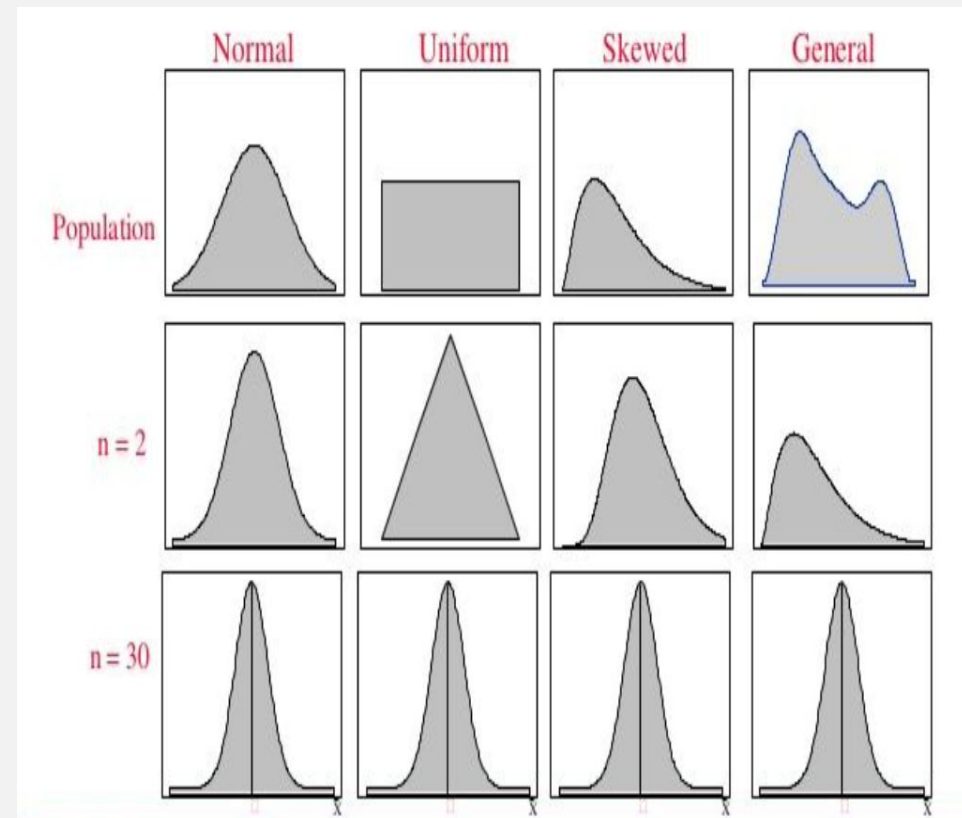 Normal Uniform Skewed General
Population
n = 2
n = 30
x x x x